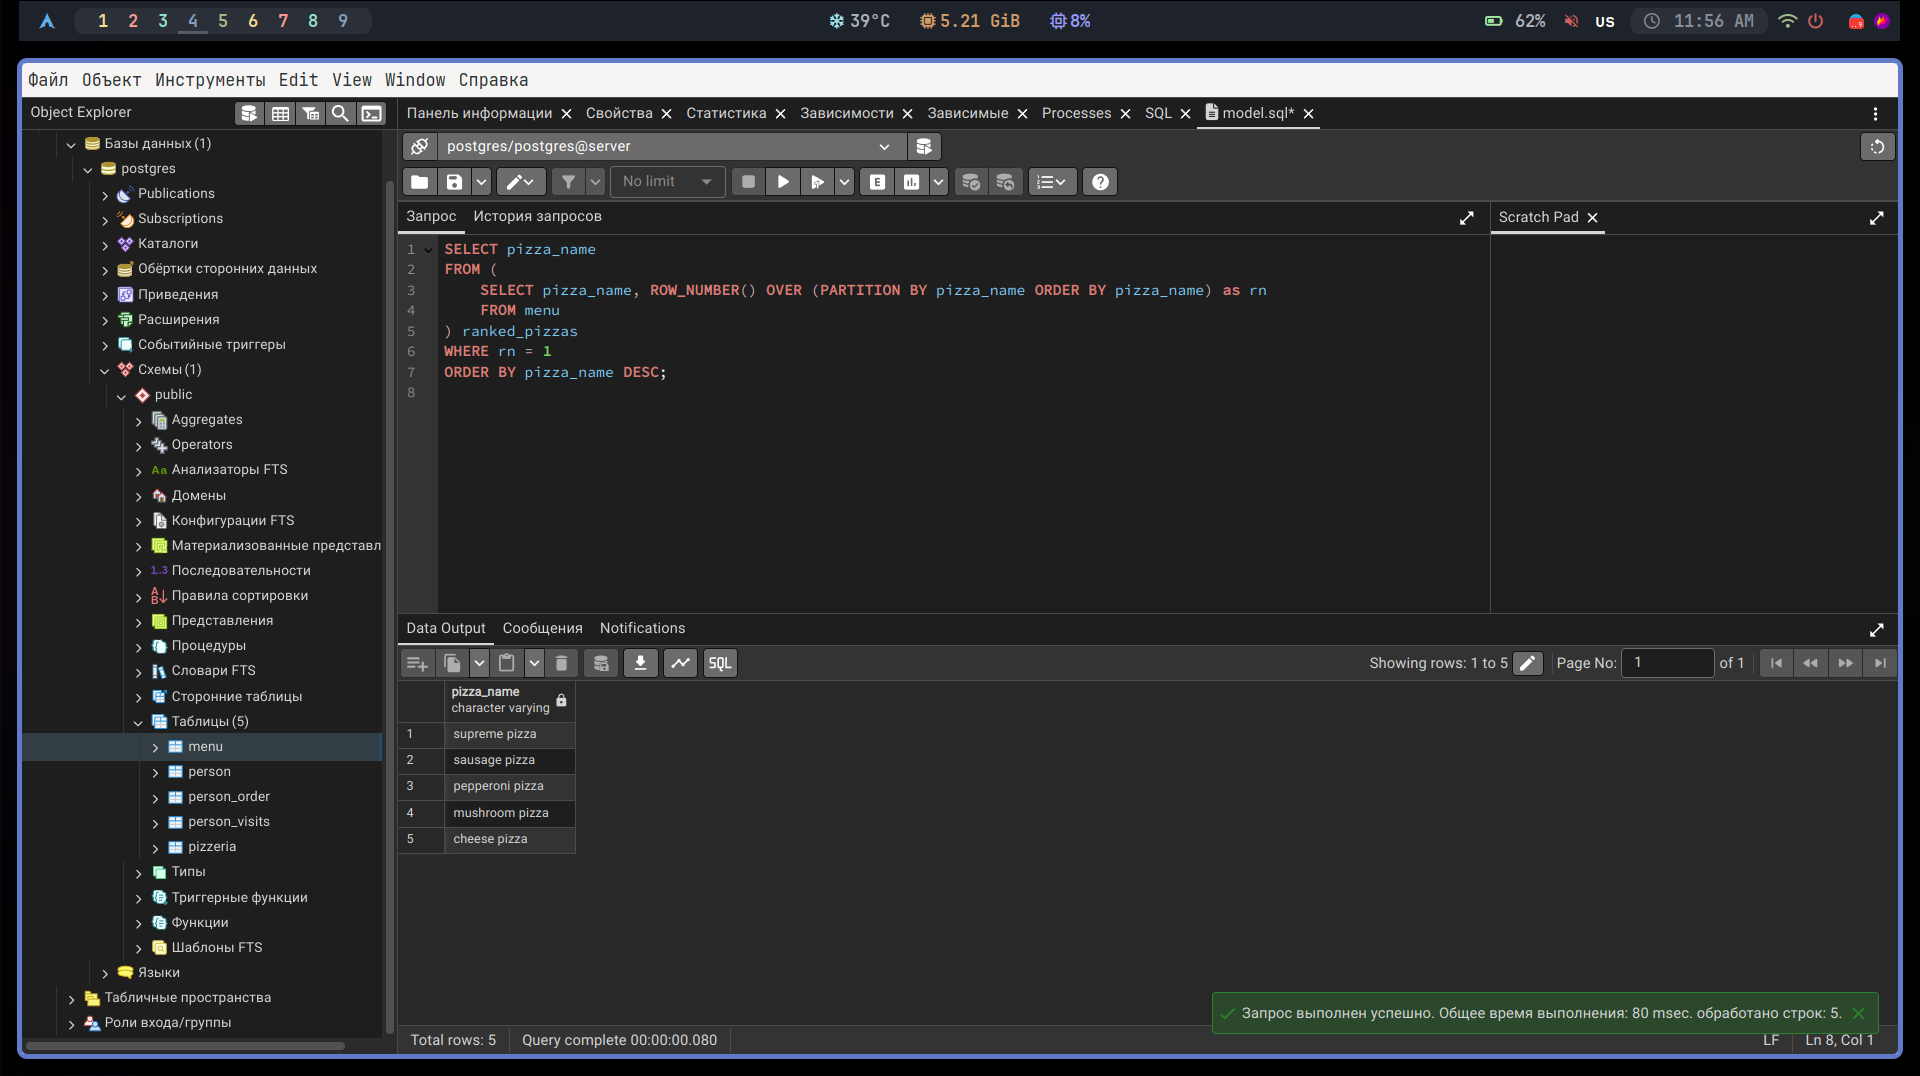 1 2 3 4 5 6 7 8 9
39°C 5.21 GiB 8%
62% US 11:56 AM
Файл Объект Инструменты Edit View Window Справка
Object Explorer
Базы данных (1)
postgres
Publications
Subscriptions
Каталоги
Обёртки сторонних данных
Приведения
Расширения
Событийные триггеры
Схемы (1)
public
Aggregates
Operators
Aa Анализаторы FTS
Домены
Конфигурации FTS
Материализованные представл
1..3 Последовательности
Правила сортировки
Представления
Процедуры
Словари FTS
Сторонние таблицы
Таблицы (5)
menu
person
person_order
person_visits
pizzeria
Типы
Триггерные функции
Функции
Шаблоны FTS
Языки
Табличные пространства
Роли входа/группы
Панель информации Свойства Статистика Зависимости Зависимые Processes SQL model.sql*
postgres/postgres@server
No limit E
Запрос История запросов
Scratch Pad
1 SELECT pizza_name
2 FROM (
3 SELECT pizza_name, ROW_NUMBER() OVER (PARTITION BY pizza_name ORDER BY pizza_name) as rn
4 FROM menu
5 ) ranked_pizzas
6 WHERE rn = 1
7 ORDER BY pizza_name DESC;
8
Data Output Сообщения Notifications
SQL Showing rows: 1 to 5 Page No: 1 of 1
pizza_name
character varying
1 supreme pizza
2 sausage pizza
3 pepperoni pizza
4 mushroom pizza
5 cheese pizza
Запрос выполнен успешно. Общее время выполнения: 80 msec. обработано строк: 5.
Total rows: 5 Query complete 00:00:00.080 LF Ln 8, Col 1